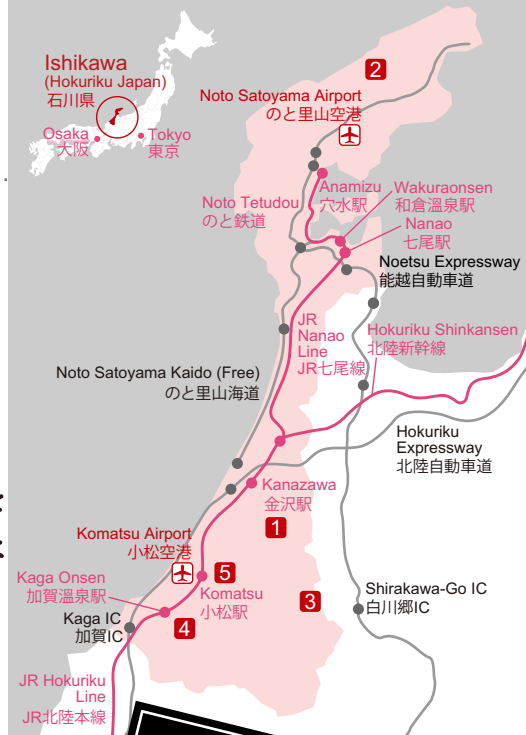 Ishikawa
(Hokuriku Japan)
石川県
Osaka
大阪
Tokyo
東京
2
Noto Satoyama Airport
のと里山空港
Anamizu
穴水駅
Wakuraonsen
和倉温泉駅
Noto Tetudou
のと鉄道
Nanao
七尾駅
Noetsu Expressway
能越自動車道
JR
Nanao
Line
JR七尾線
Hokuriku Shinkansen
北陸新幹線
Noto Satoyama Kaido (Free)
のと里山海道
Hokuriku
Expressway
北陸自動車道
Kanazawa
金沢駅
1
Komatsu Airport
小松空港
5
Komatsu
小松駅
Kaga Onsen
加賀温泉駅
3
Shirakawa-Go IC
白川郷IC
4
Kaga IC
加賀IC
JR Hokuriku
Line
JR北陸本線